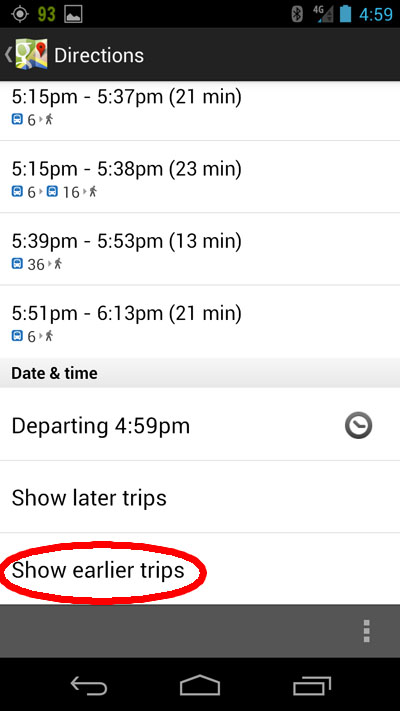 93 4G 4:59
Directions
5:15pm - 5:37pm (21 min)
6
5:15pm - 5:38pm (23 min)
6 16
5:39pm - 5:53pm (13 min)
36
5:51pm - 6:13pm (21 min)
6
Date & time
Departing 4:59pm
Show later trips
Show earlier trips